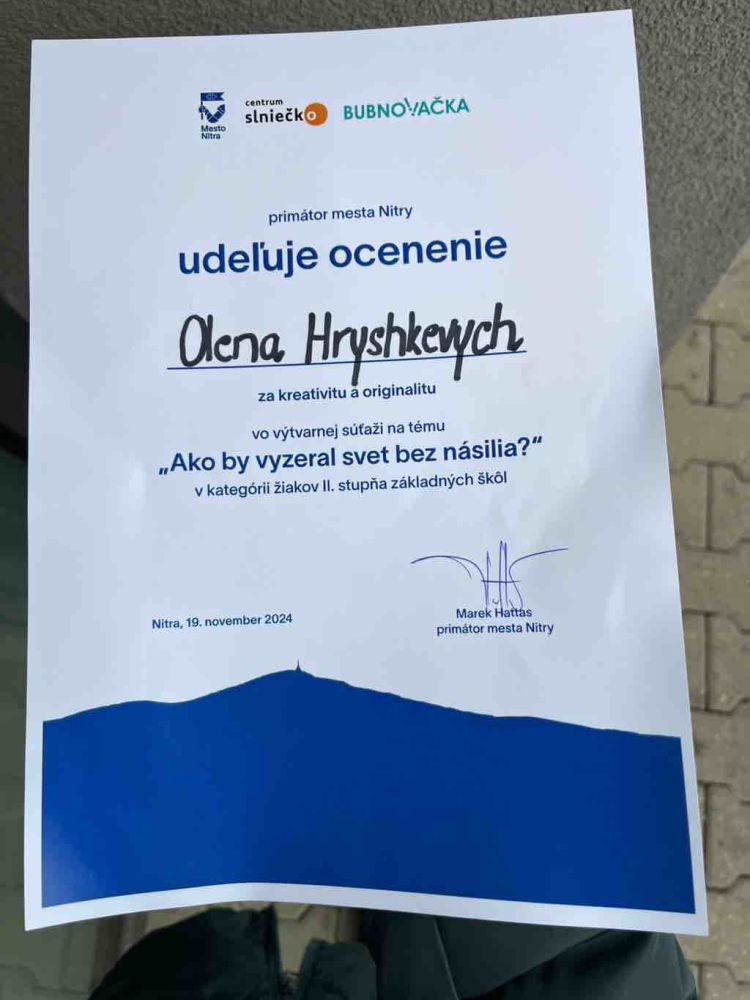 Mesto
Nitra
centrum
slniečko
BUBNOVAČKA
primátor mesta Nitry
udeľuje ocenenie
Olena Hryshkevych
za kreativitu a originalitu
vo výtvarnej súťaži na tému
„Ako by vyzeral svet bez násilia?“
v kategórii žiakov II. stupňa základných škôl
Nitra, 19. november 2024
Marek Hattas
primátor mesta Nitry